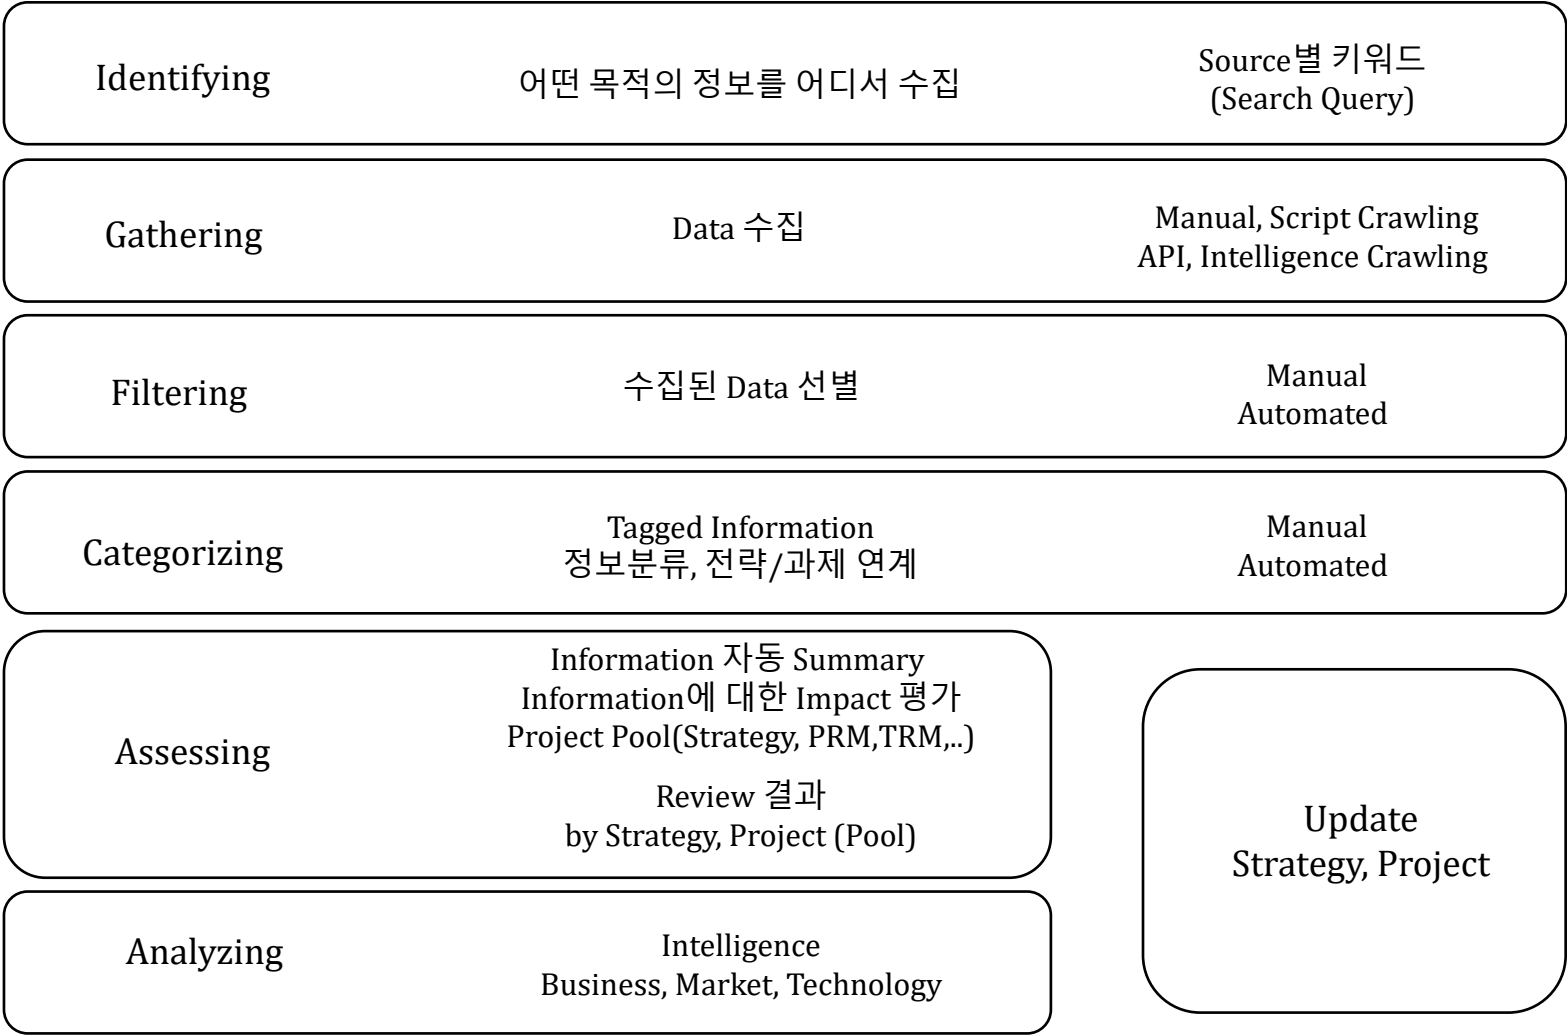 Identifying
어떤 목적의 정보를 어디서 수집
Source별 키워드
(Search Query)
Gathering
Data 수집
Manual, Script Crawling
API, Intelligence Crawling
Filtering
수집된 Data 선별
Manual
Automated
Categorizing
Tagged Information
정보분류, 전략/과제 연계
Manual
Automated
Assessing
Information 자동 Summary
Information에 대한 Impact 평가
Project Pool(Strategy, PRM,TRM,..)
Review 결과
by Strategy, Project (Pool)
Update
Strategy, Project
Analyzing
Intelligence
Business, Market, Technology